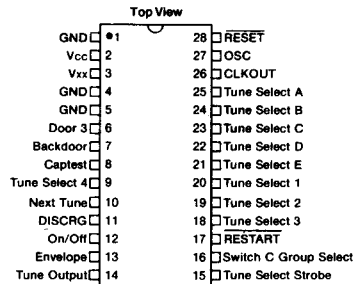 Top View
GND 1 28 RESET
Vcc 2 27 OSC
Vxx 3 26 CLKOUT
GND 4 25 Tune Select A
GND 5 24 Tune Select B
Door 3 6 23 Tune Select C
Backdoor 7 22 Tune Select D
Captest 8 21 Tune Select E
Tune Select 4 9 20 Tune Select 1
Next Tune 10 19 Tune Select 2
DISCRG 11 18 Tune Select 3
On/Off 12 17 RESTART
Envelope 13 16 Switch C Group Select
Tune Output 14 15 Tune Select Strobe